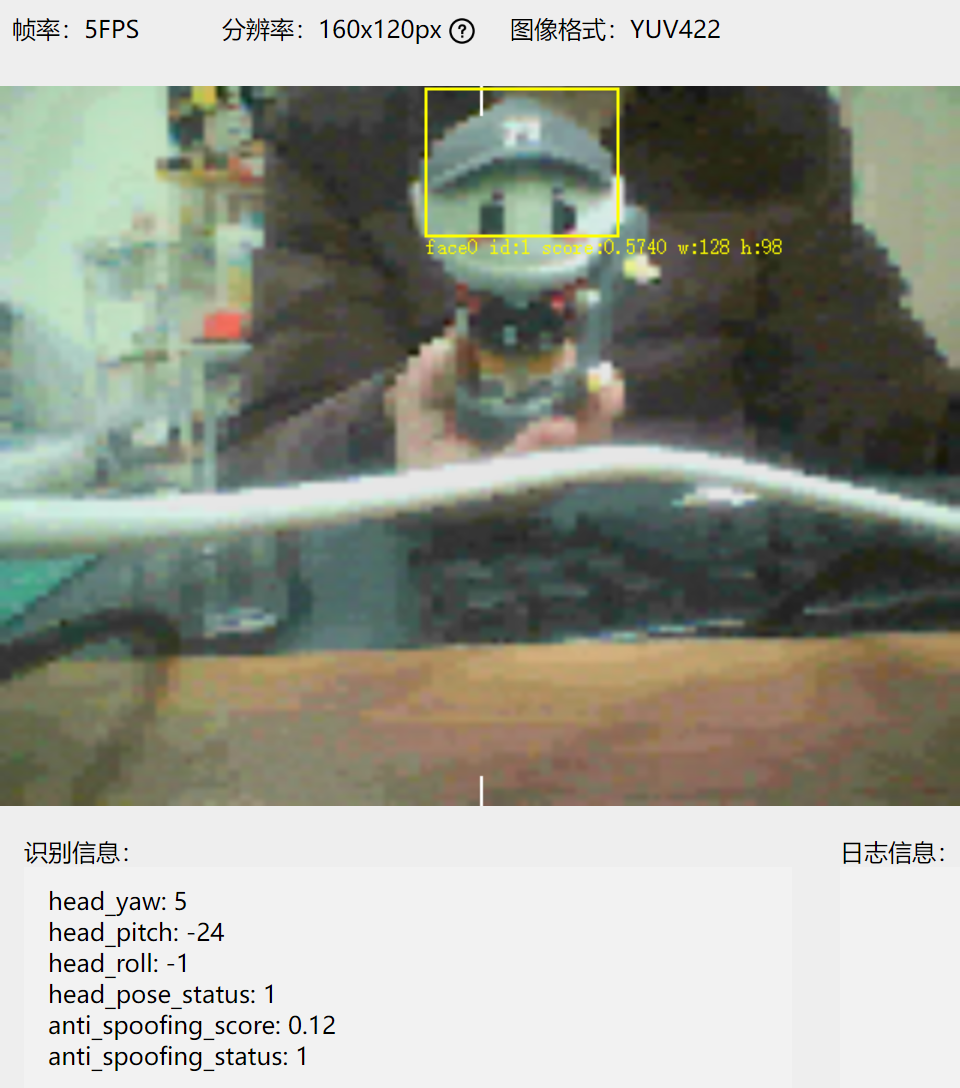 帧率：5FPS 分辨率：160x120px ? 图像格式：YUV422
face0 id:1 score:0.5740 w:128 h:98
识别信息： 日志信息：
head_yaw: 5
head_pitch: -24
head_roll: -1
head_pose_status: 1
anti_spoofing_score: 0.12
anti_spoofing_status: 1